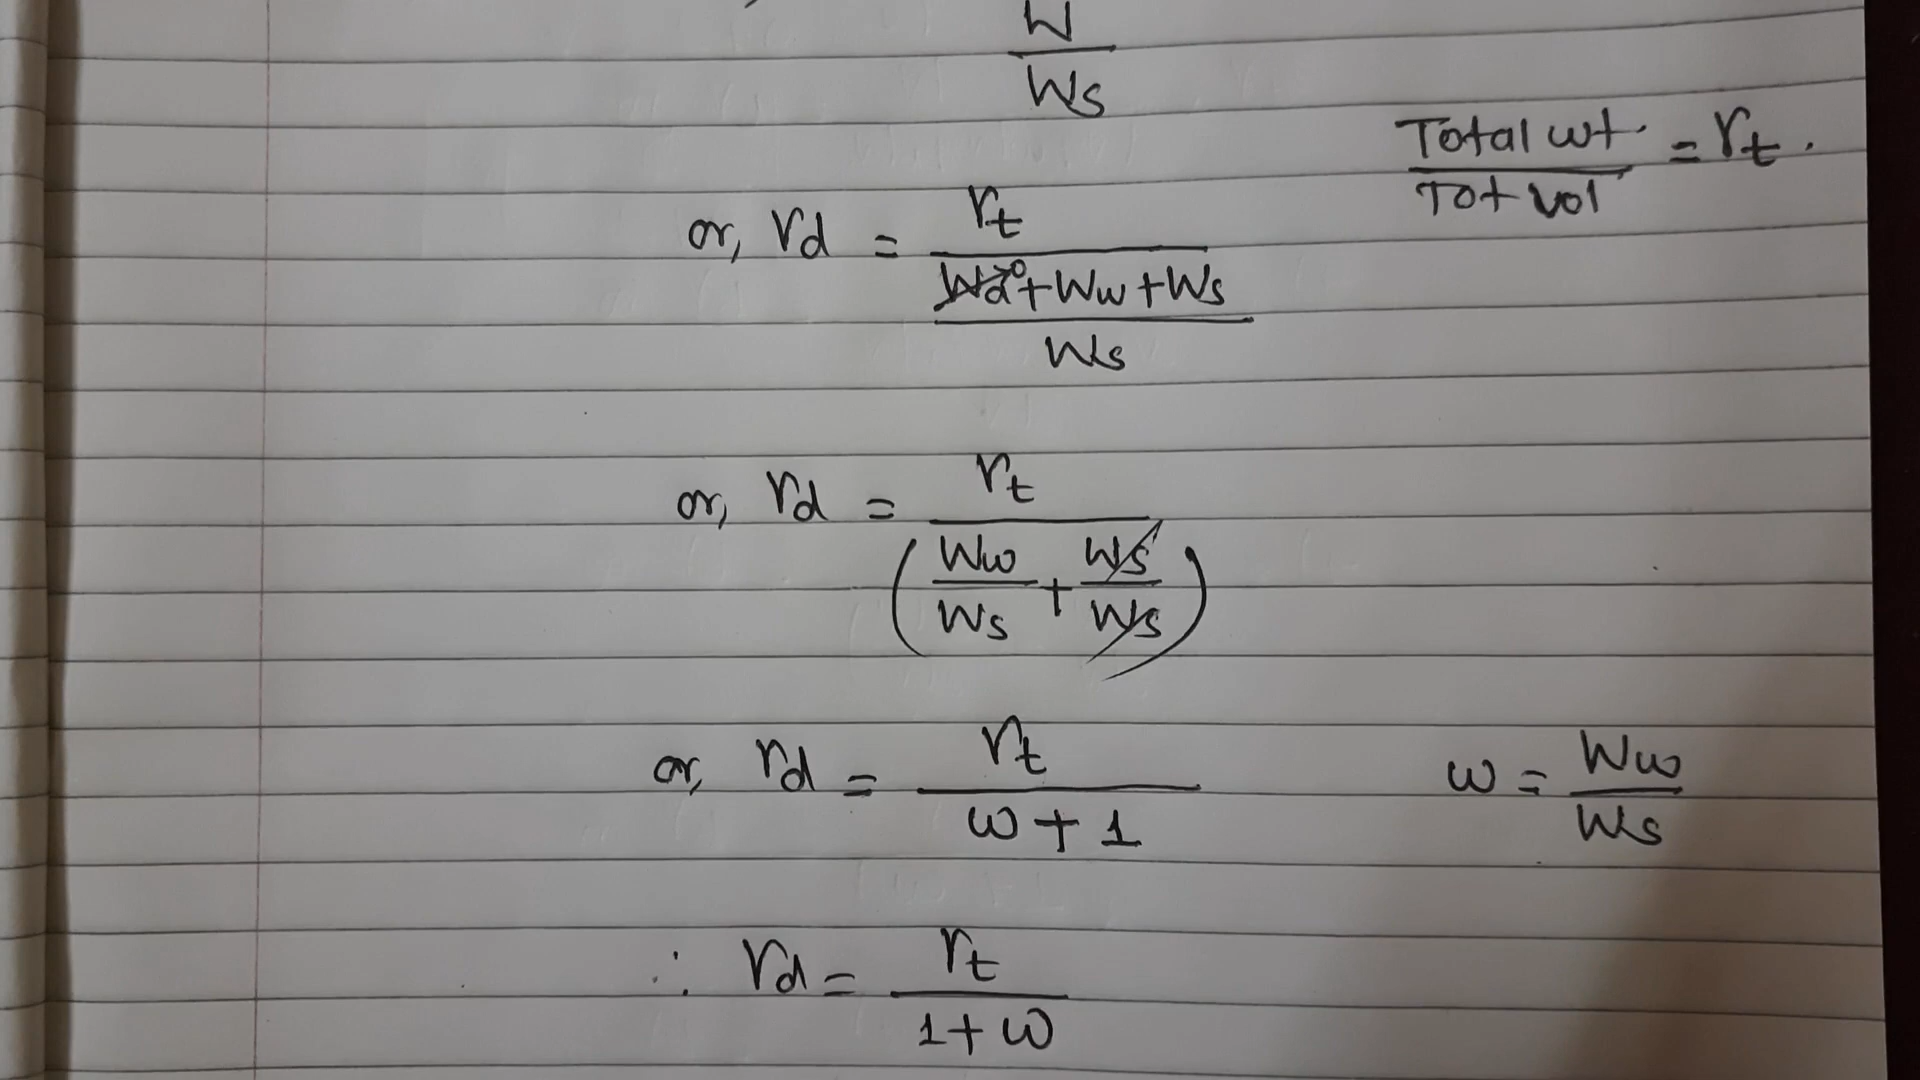 W
Ws
Total wt. = γt.
Tot vol
or, γd = γt
Wa→0 + Ww + Ws
Ws
or, γd = γt
(Ww/Ws + Ws/Ws)
or, γd = γt
w + 1
w = Ww
Ws
∴ γd = γt
1 + w